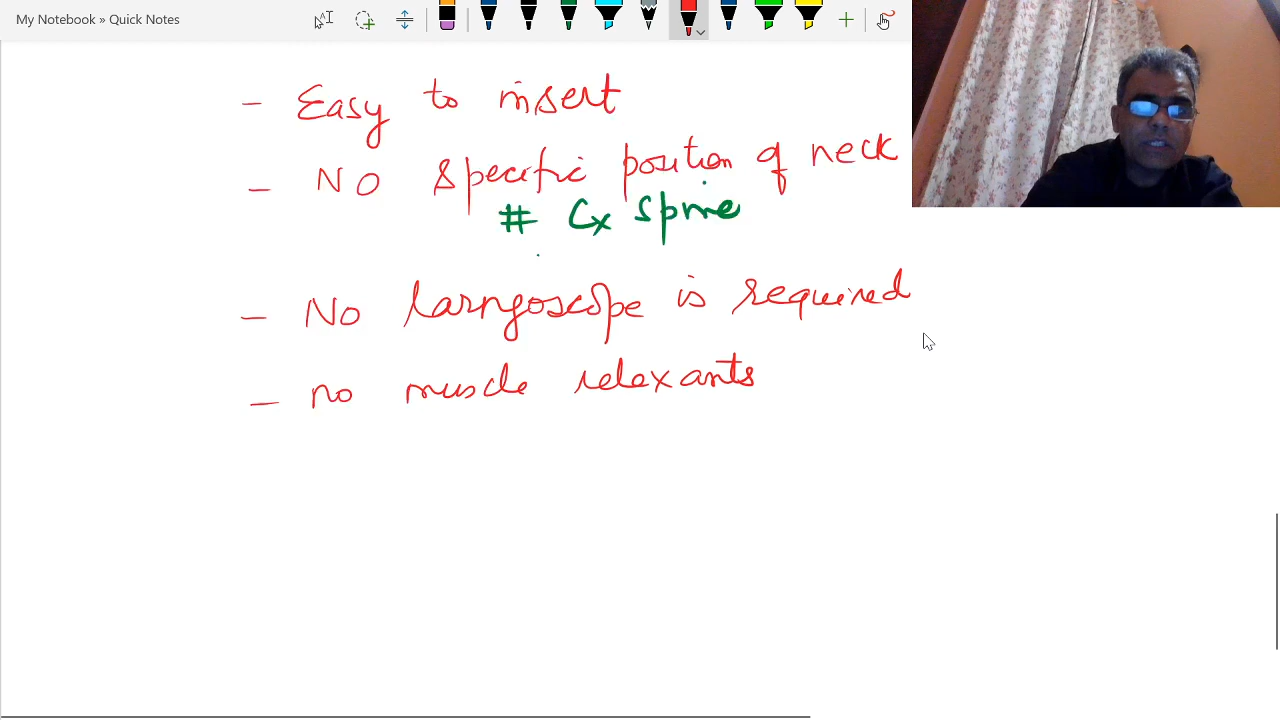 My Notebook » Quick Notes
- Easy to insert
- NO specific position of neck
# Cx spine
- No laryngoscope is required
- no muscle relaxants